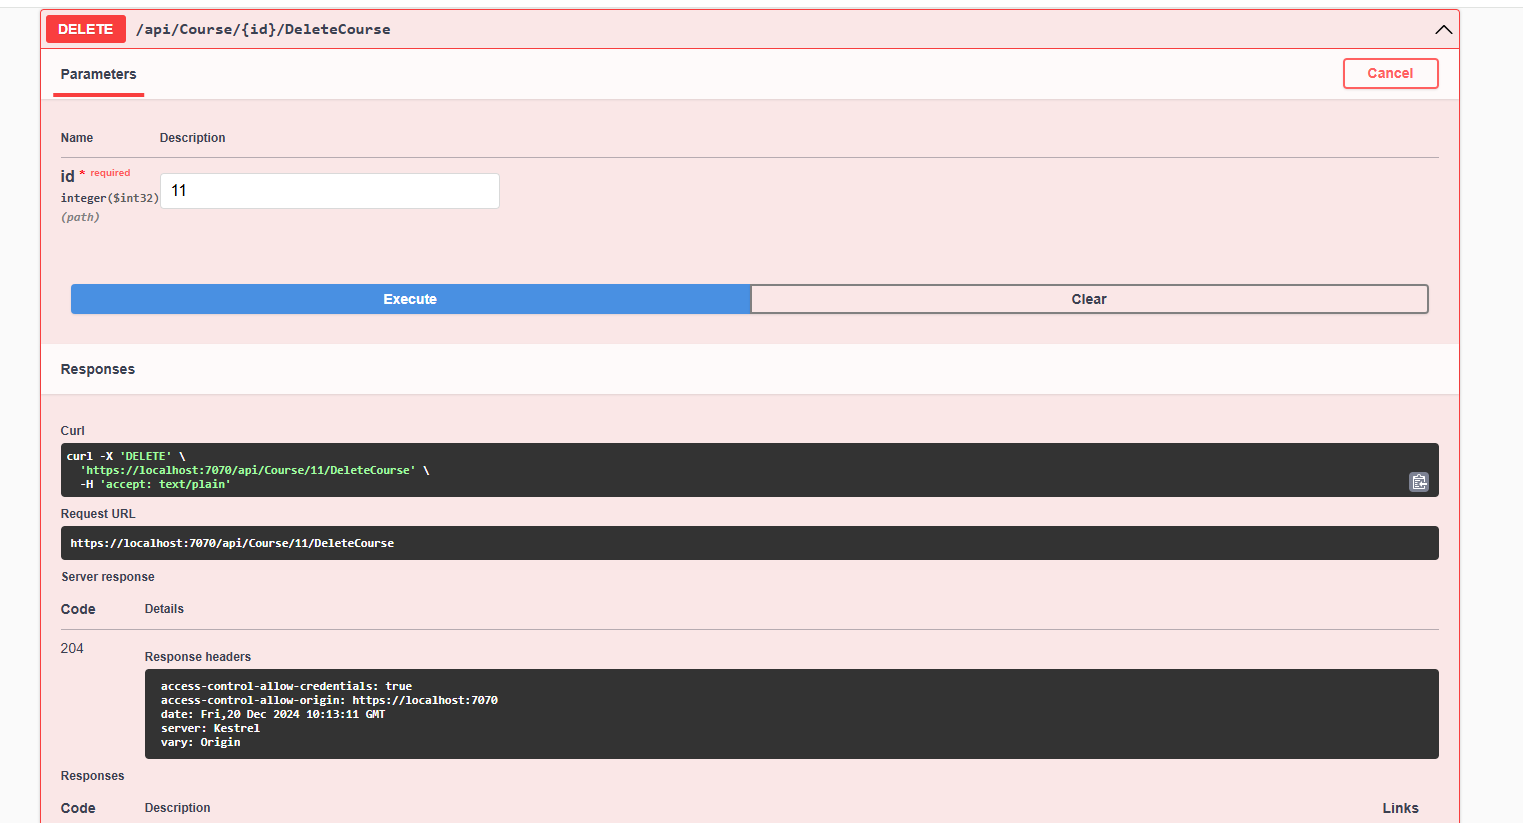 DELETE /api/Course/{id}/DeleteCourse
Parameters
Cancel
Name Description
id * required
integer($int32)
(path)
11
Execute Clear
Responses
Curl
curl -X 'DELETE' \
'https://localhost:7070/api/Course/11/DeleteCourse' \
-H 'accept: text/plain'
Request URL
https://localhost:7070/api/Course/11/DeleteCourse
Server response
Code Details
204
Response headers
access-control-allow-credentials: true
access-control-allow-origin: https://localhost:7070
date: Fri,20 Dec 2024 10:13:11 GMT
server: Kestrel
vary: Origin
Responses
Code Description Links